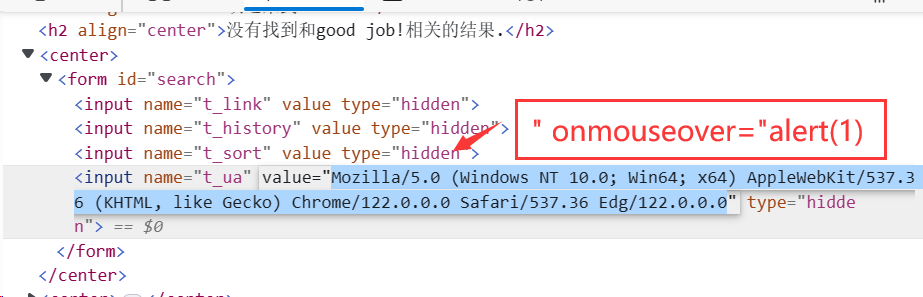 <h2 align="center">没有找到和good job!相关的结果.</h2>
<center>
<form id="search">
<input name="t_link" value type="hidden">
<input name="t_history" value type="hidden">
<input name="t_sort" value type="hidden">
" onmouseover="alert(1)
<input name="t_ua" value="Mozilla/5.0 (Windows NT 10.0; Win64; x64) AppleWebKit/537.3
6 (KHTML, like Gecko) Chrome/122.0.0.0 Safari/537.36 Edg/122.0.0.0" type="hidde
n"> == $0
</form>
</center>